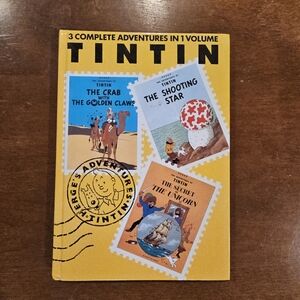 3 COMPLETE ADVENTURES IN 1 VOLUME
TINTIN
TINTIN
THE CRAB
WITH
THE GOLDEN CLAWS
TINTIN
THE SHOOTING
STAR
HERGÉ'S ADVENTURES
TINTIN
TINTIN
THE SECRET
OF
THE UNICORN